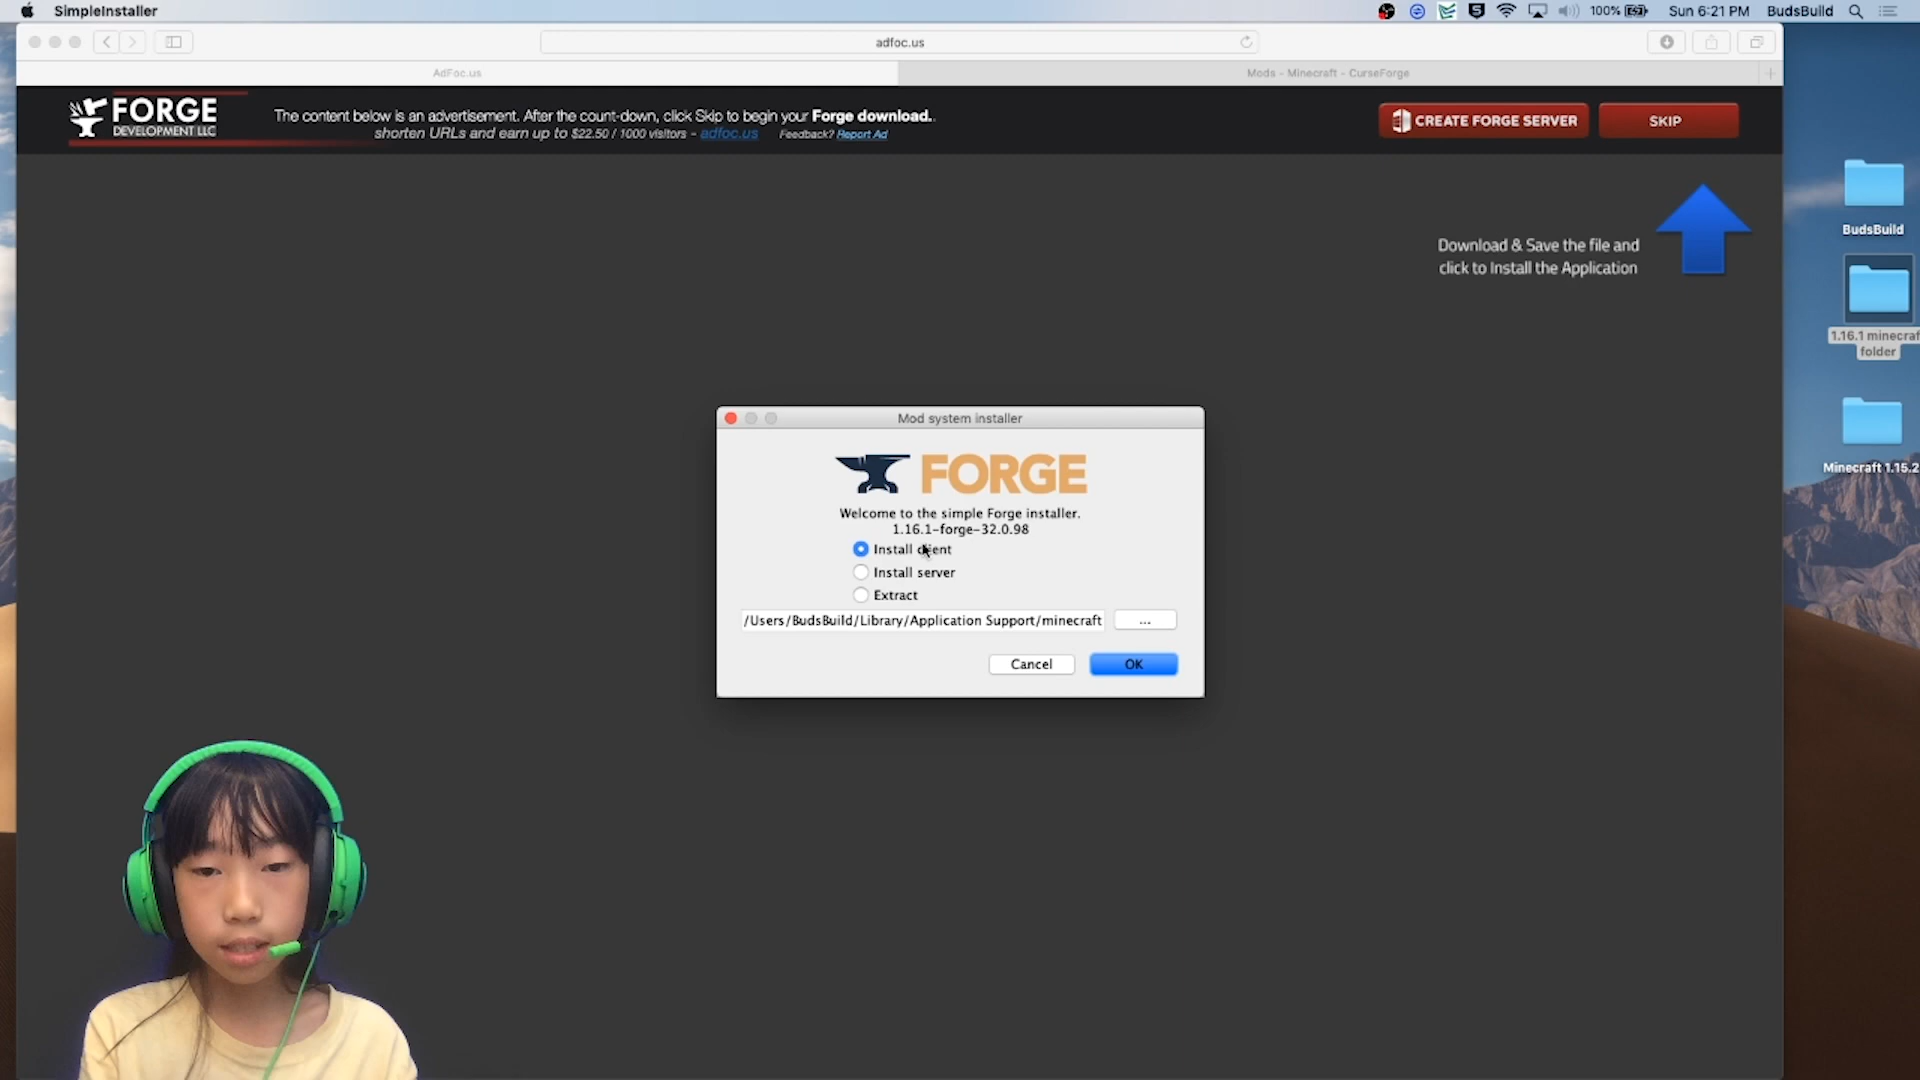 SimpleInstaller
100%
Sun 6:21 PM
BudsBuild
adfoc.us
AdFoc.us
Mods - Minecraft - CurseForge
FORGE
DEVELOPMENT LLC
The content below is an advertisement. After the count-down, click Skip to begin your Forge download.
shorten URLs and earn up to $22.50 / 1000 visitors - adfoc.us Feedback? Report Ad
CREATE FORGE SERVER
SKIP
Download & Save the file and
click to Install the Application
BudsBuild
1.16.1 minecraf
folder
Minecraft 1.15.2
Mod system installer
FORGE
Welcome to the simple Forge installer.
1.16.1-forge-32.0.98
Install client
Install server
Extract
/Users/BudsBuild/Library/Application Support/minecraft
...
Cancel
OK